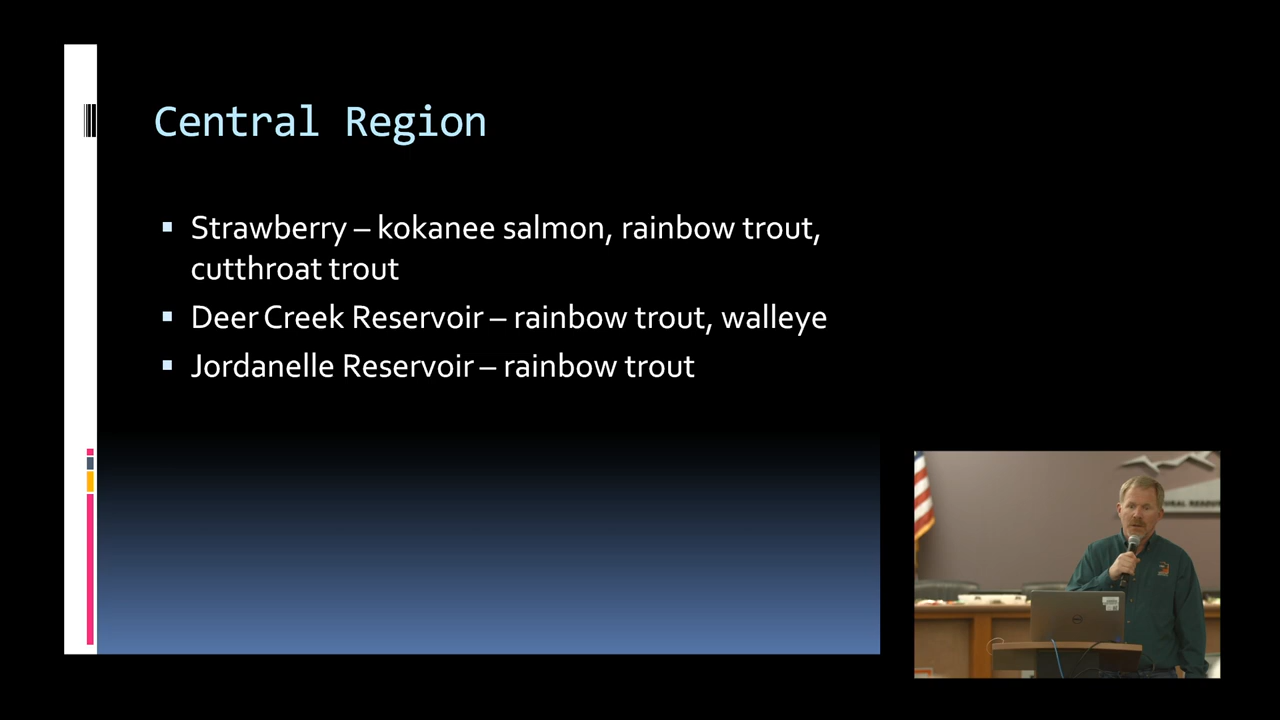 Central Region
Strawberry – kokanee salmon, rainbow trout,
cutthroat trout
Deer Creek Reservoir – rainbow trout, walleye
Jordanelle Reservoir – rainbow trout